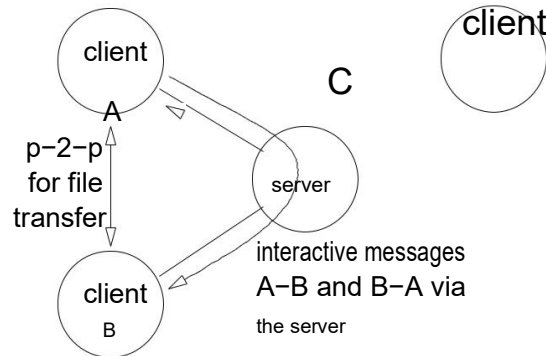 client
A
client
C
p−2−p
for file
transfer
server
client
B
interactive messages
A−B and B−A via
the server